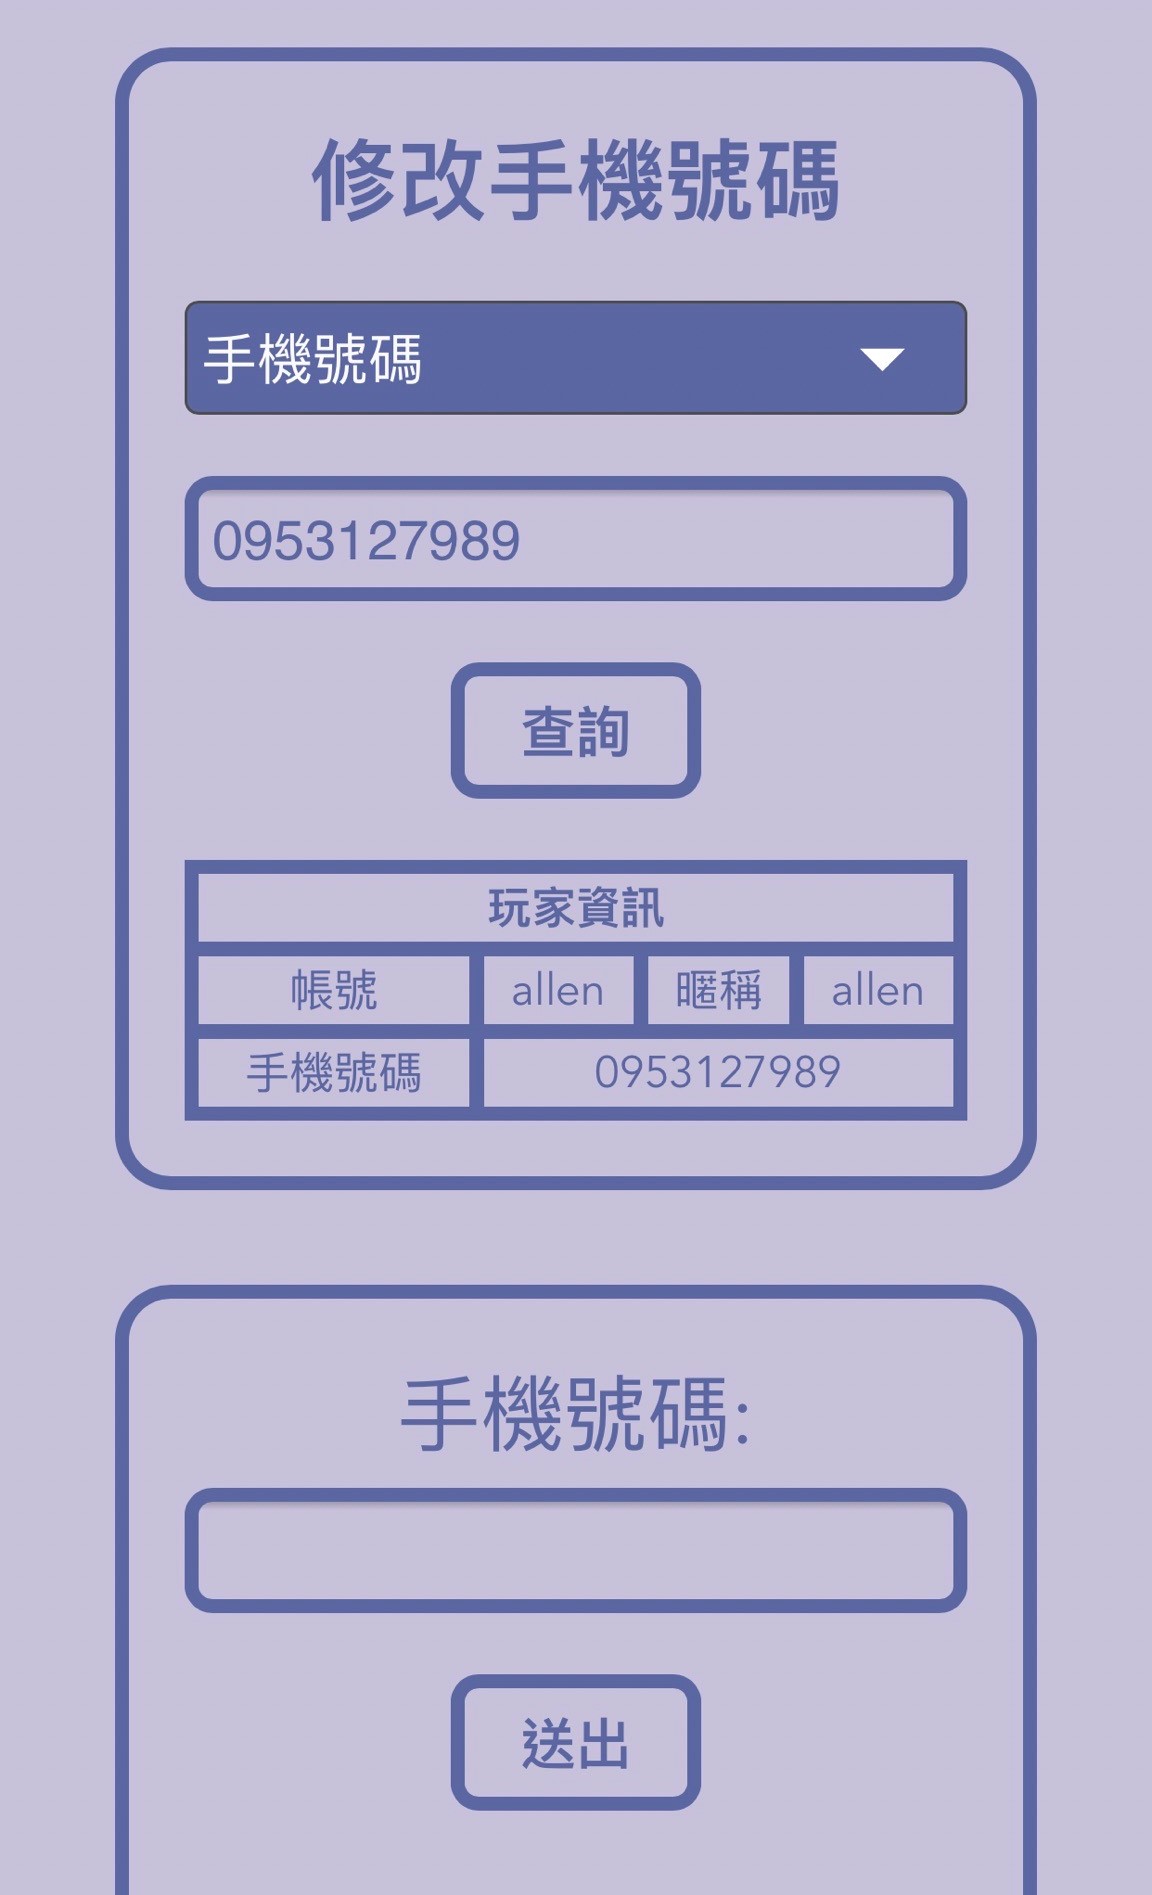 修改手機號碼
手機號碼
0953127989
查詢
玩家資訊
帳號 allen 暱稱 allen
手機號碼 0953127989
手機號碼:
送出